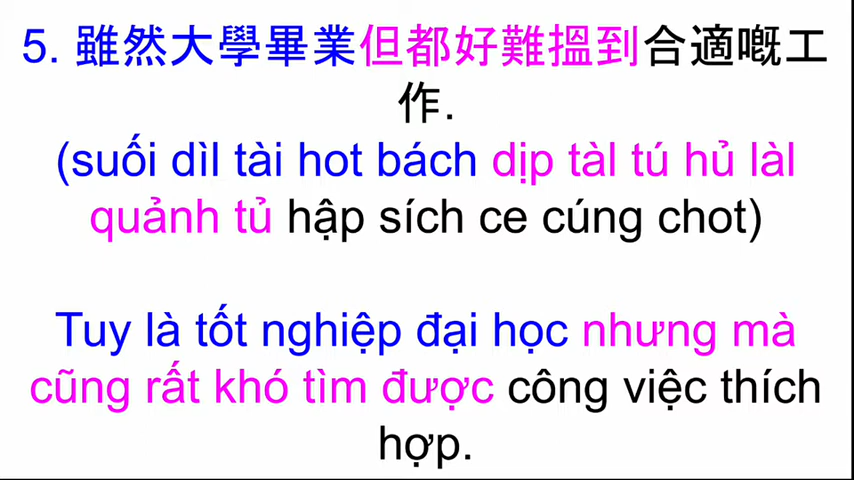 5. 雖然大學畢業但都好難搵到合適嘅工
作.
(suối dìl tài hot bách dịp tàl tú hủ làl
quảnh tủ hập sích ce cúng chot)
Tuy là tốt nghiệp đại học nhưng mà
cũng rất khó tìm được công việc thích
hợp.